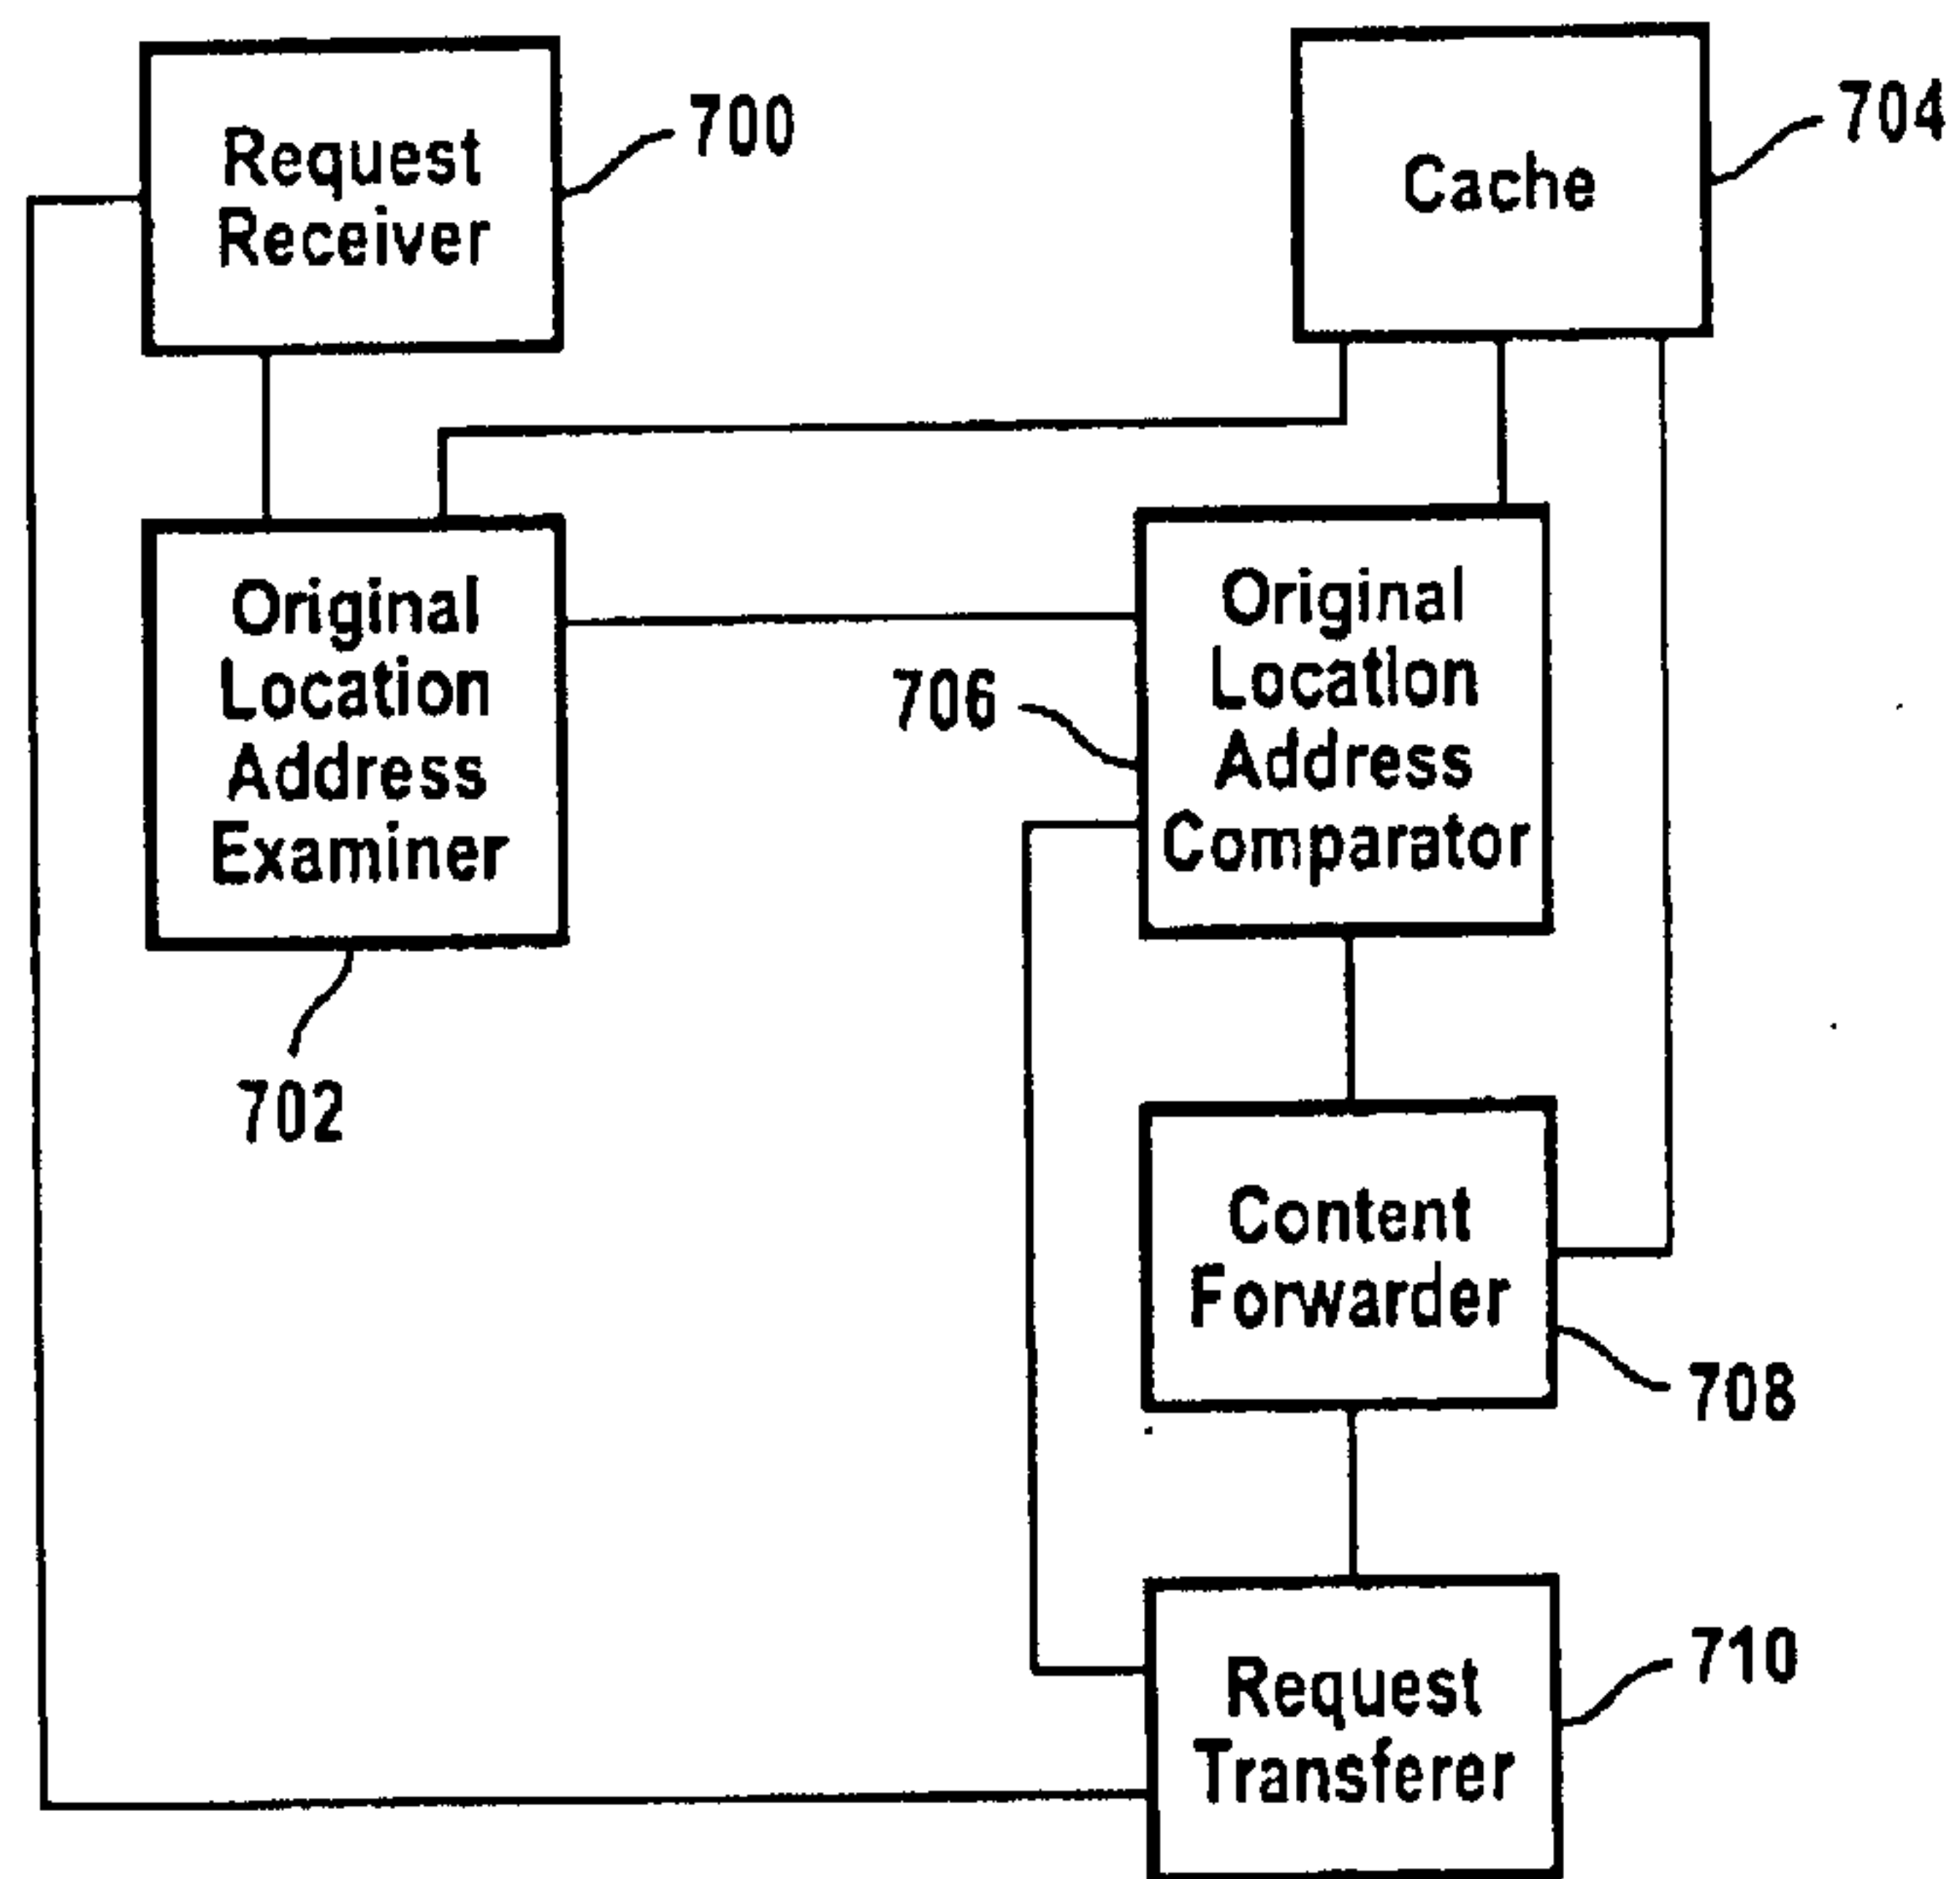 Request
Receiver
700
Cache
704
Original
Location
Address
Examiner
702
Original
Location
Address
Comparator
706
Content
Forwarder
708
Request
Transferer
710